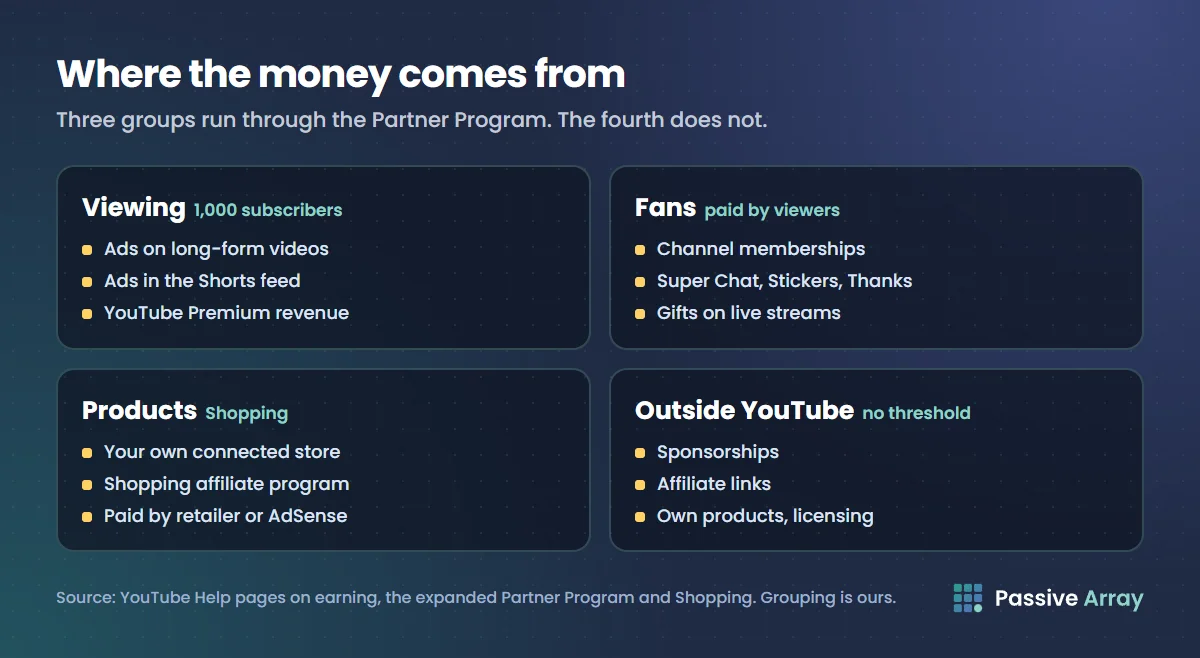 Where the money comes from
Three groups run through the Partner Program. The fourth does not.
Viewing 1,000 subscribers
Ads on long-form videos
Ads in the Shorts feed
YouTube Premium revenue
Fans paid by viewers
Channel memberships
Super Chat, Stickers, Thanks
Gifts on live streams
Products Shopping
Your own connected store
Shopping affiliate program
Paid by retailer or AdSense
Outside YouTube no threshold
Sponsorships
Affiliate links
Own products, licensing
Source: YouTube Help pages on earning, the expanded Partner Program and Shopping. Grouping is ours.
Passive Array